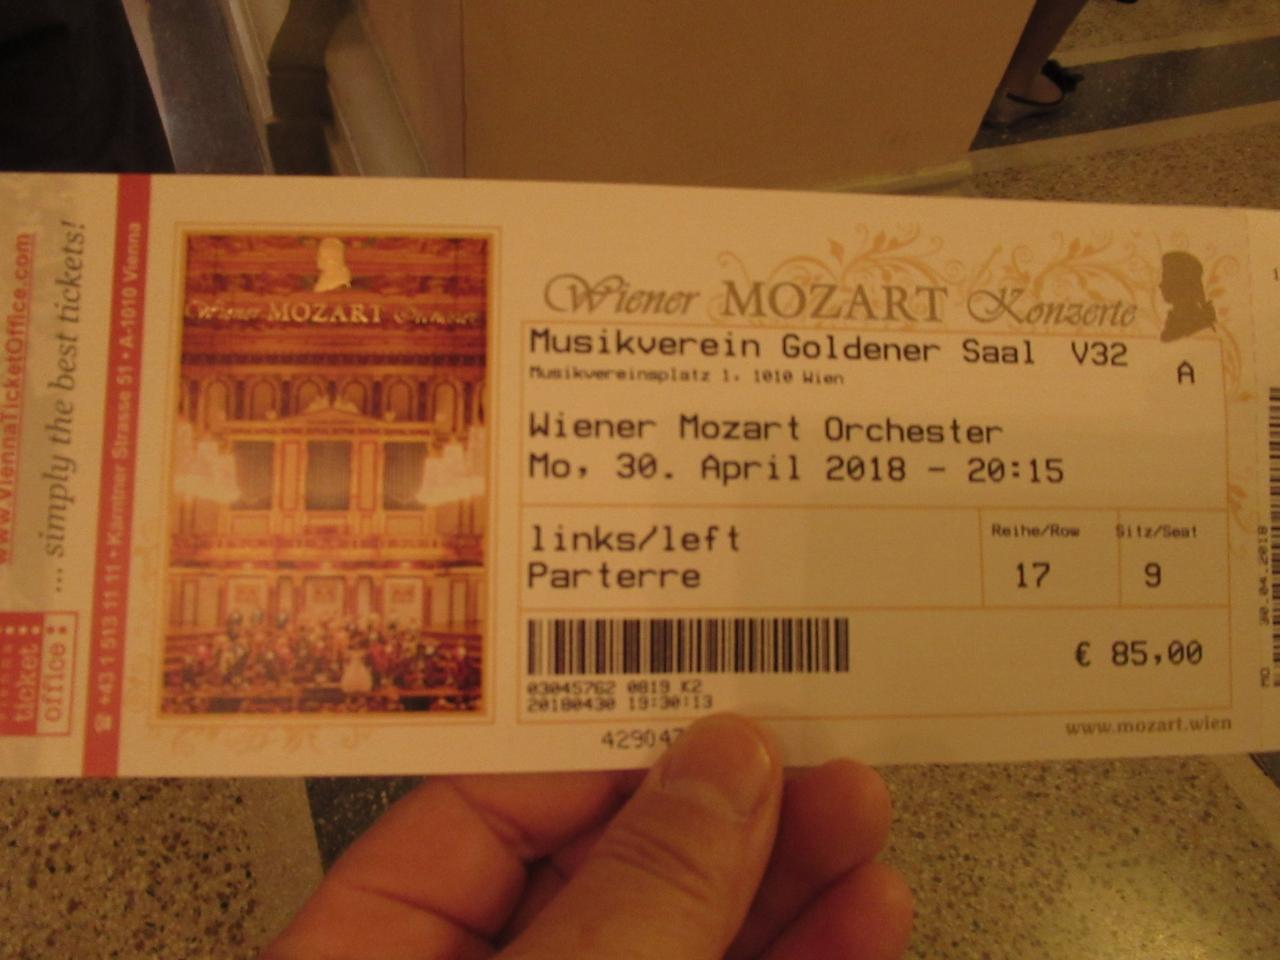 www.ViennaTicketOffice.com
... simply the best tickets!
ticket
office
☎ +43 1 513 11 11 • Kärntner Strasse 51 • A-1010 Vienna
Wiener MOZART
Wiener MOZART Konzerte
Musikverein Goldener Saal V32
A
Musikvereinsplatz 1, 1010 Wien
Wiener Mozart Orchester
Mo, 30. April 2018 - 20:15
links/left
Parterre
Reihe/Row
17
Sitz/Seat
9
€ 85,00
03045762 0819 K2
20180430 19:30:13
www.mozart.wien
MO 30.04.2018